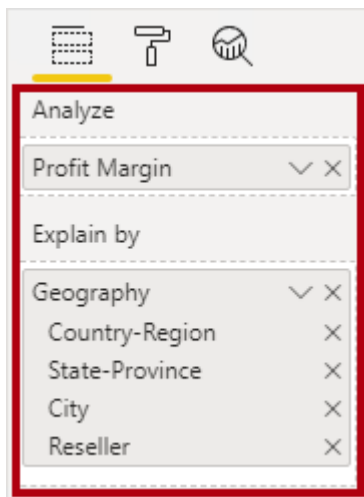 Analyze
Profit Margin
Explain by
Geography
Country-Region
State-Province
City
Reseller